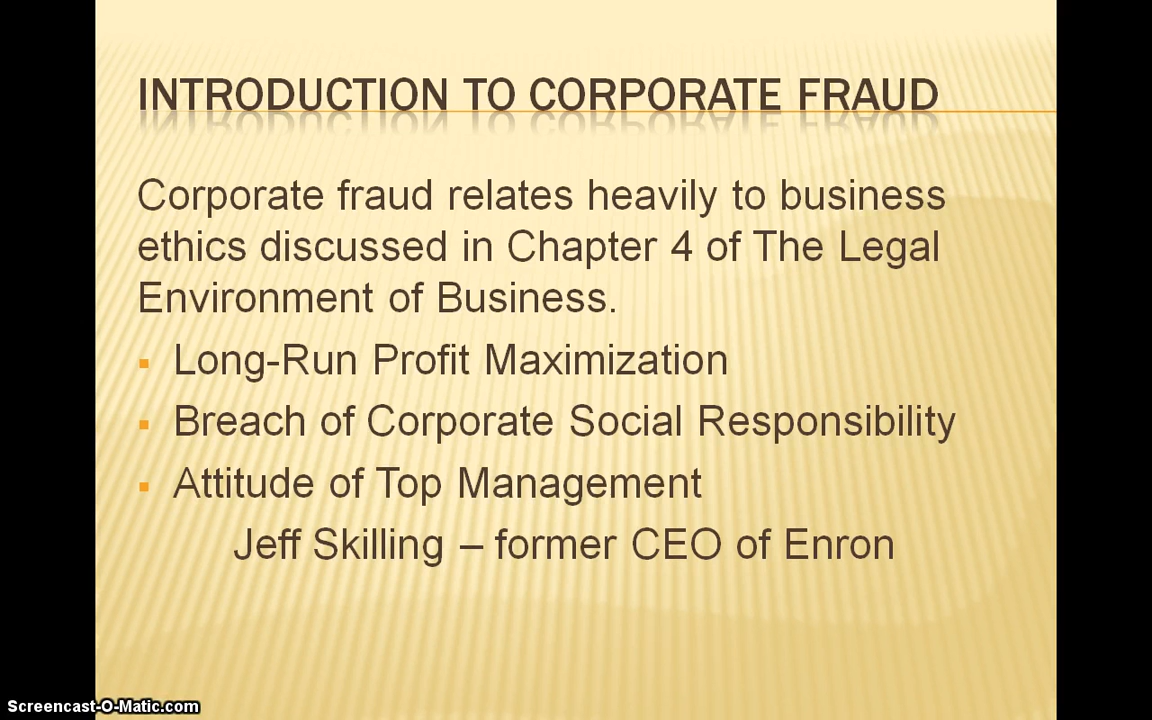 INTRODUCTION TO CORPORATE FRAUD
Corporate fraud relates heavily to business
ethics discussed in Chapter 4 of The Legal
Environment of Business.
Long-Run Profit Maximization
Breach of Corporate Social Responsibility
Attitude of Top Management
Jeff Skilling – former CEO of Enron
Screencast-O-Matic.com